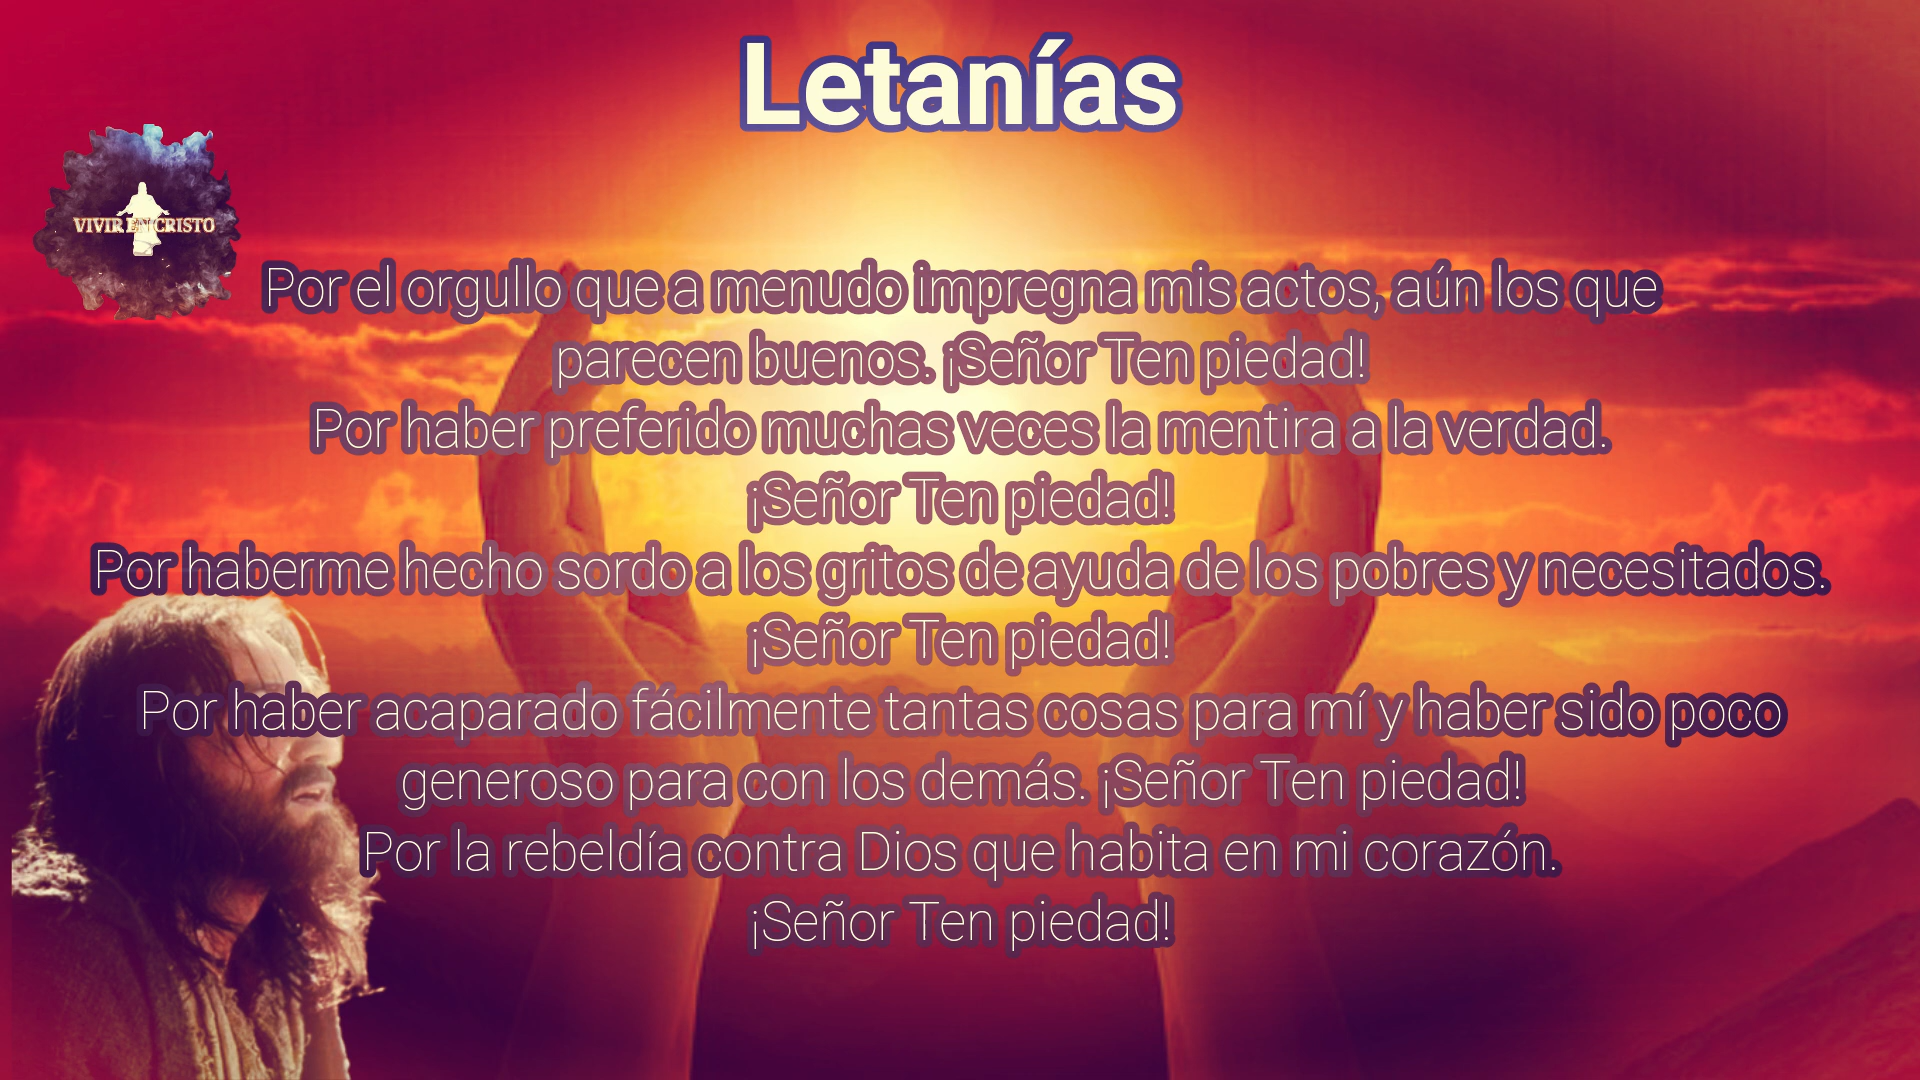 Letanías
VIVIR EN CRISTO
Por el orgullo que a menudo impregna mis actos, aún los que
parecen buenos. ¡Señor Ten piedad!
Por haber preferido muchas veces la mentira a la verdad.
¡Señor Ten piedad!
Por haberme hecho sordo a los gritos de ayuda de los pobres y necesitados.
¡Señor Ten piedad!
Por haber acaparado fácilmente tantas cosas para mí y haber sido poco
generoso para con los demás. ¡Señor Ten piedad!
Por la rebeldía contra Dios que habita en mi corazón.
¡Señor Ten piedad!